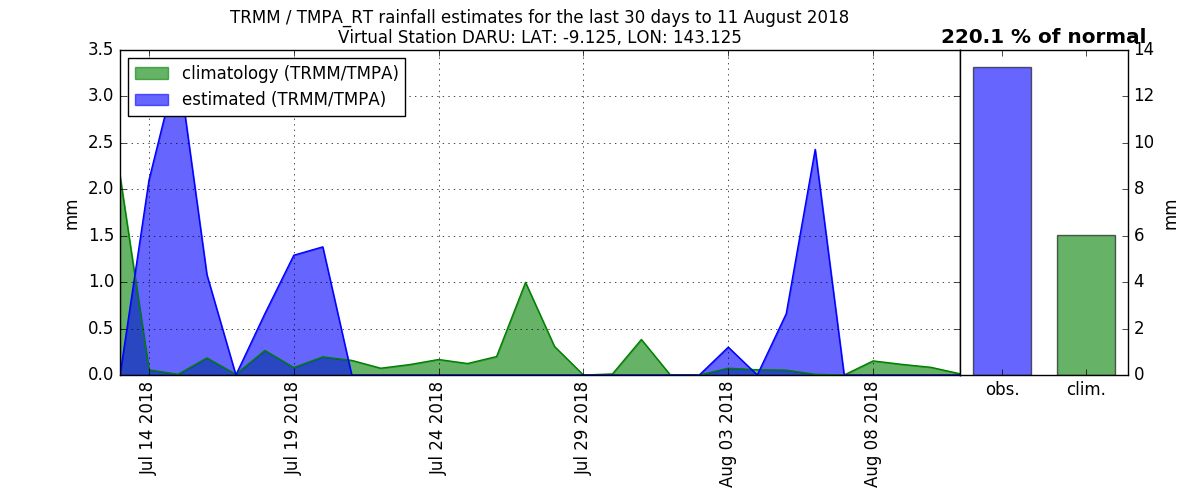 TRMM / TMPA_RT rainfall estimates for the last 30 days to 11 August 2018
Virtual Station DARU: LAT: -9.125, LON: 143.125
220.1 % of normal
climatology (TRMM/TMPA)
estimated (TRMM/TMPA)
mm
3.5
3.0
2.5
2.0
1.5
1.0
0.5
0.0
Jul 14 2018
Jul 19 2018
Jul 24 2018
Jul 29 2018
Aug 03 2018
Aug 08 2018
obs.
clim.
14
12
10
8
6
4
2
0
mm